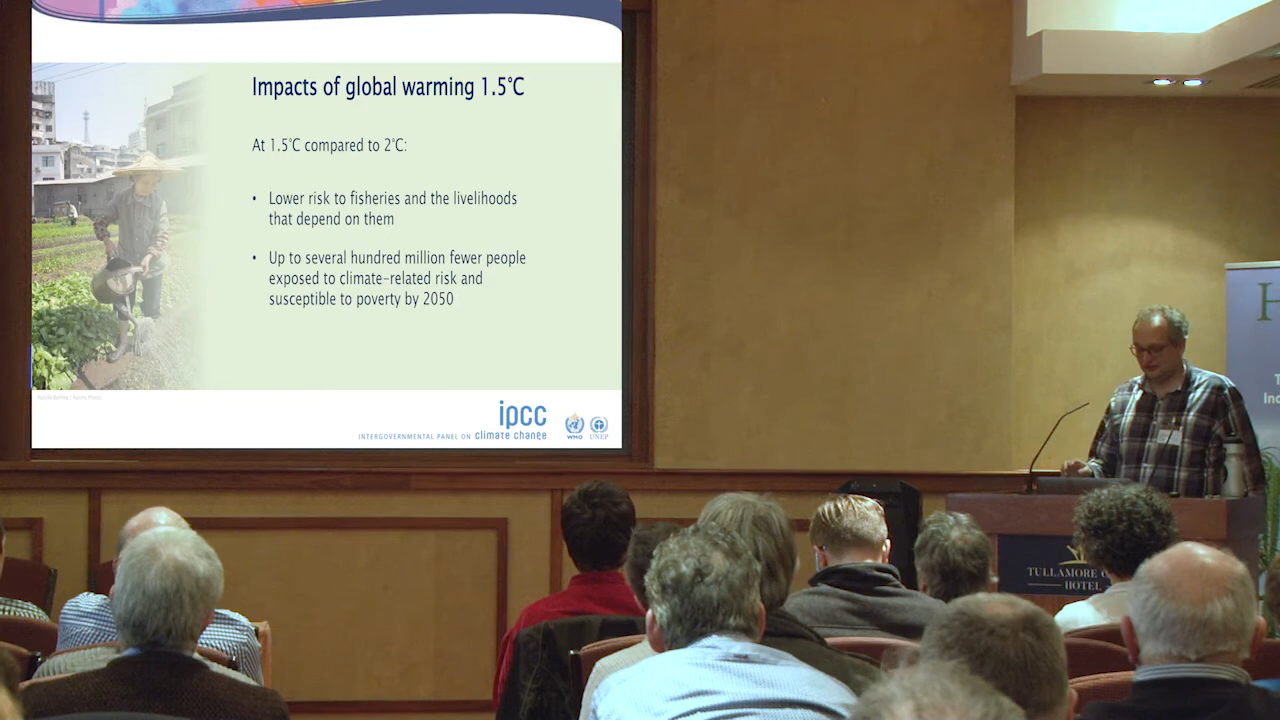 Impacts of global warming 1.5°C
At 1.5°C compared to 2°C:
• Lower risk to fisheries and the livelihoods
that depend on them
• Up to several hundred million fewer people
exposed to climate-related risk and
susceptible to poverty by 2050
ipcc
INTERGOVERNMENTAL PANEL ON climate change
WMO UNEP
H
TULLAMORE
HOTEL